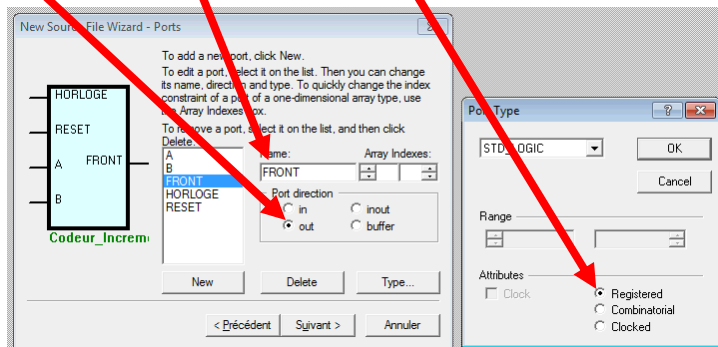 New Source File Wizard - Ports
To add a new port, click New.
To edit a port, select it on the list. Then you can change
its name, direction and type. To quickly change the index
constraint of a port of a one-dimensional array type, use
the Array Indexes box.
To remove a port, select it on the list, and then click
Delete.
HORLOGE
RESET
A
FRONT
B
Codeur_Increm
A
B
FRONT
HORLOGE
RESET
Name:
Array Indexes:
FRONT
Port direction
in
inout
out
buffer
New
Delete
Type...
< Précédent
Suivant >
Annuler
Port Type
STD_LOGIC
OK
Cancel
Range
Attributes
Clock
Registered
Combinatorial
Clocked